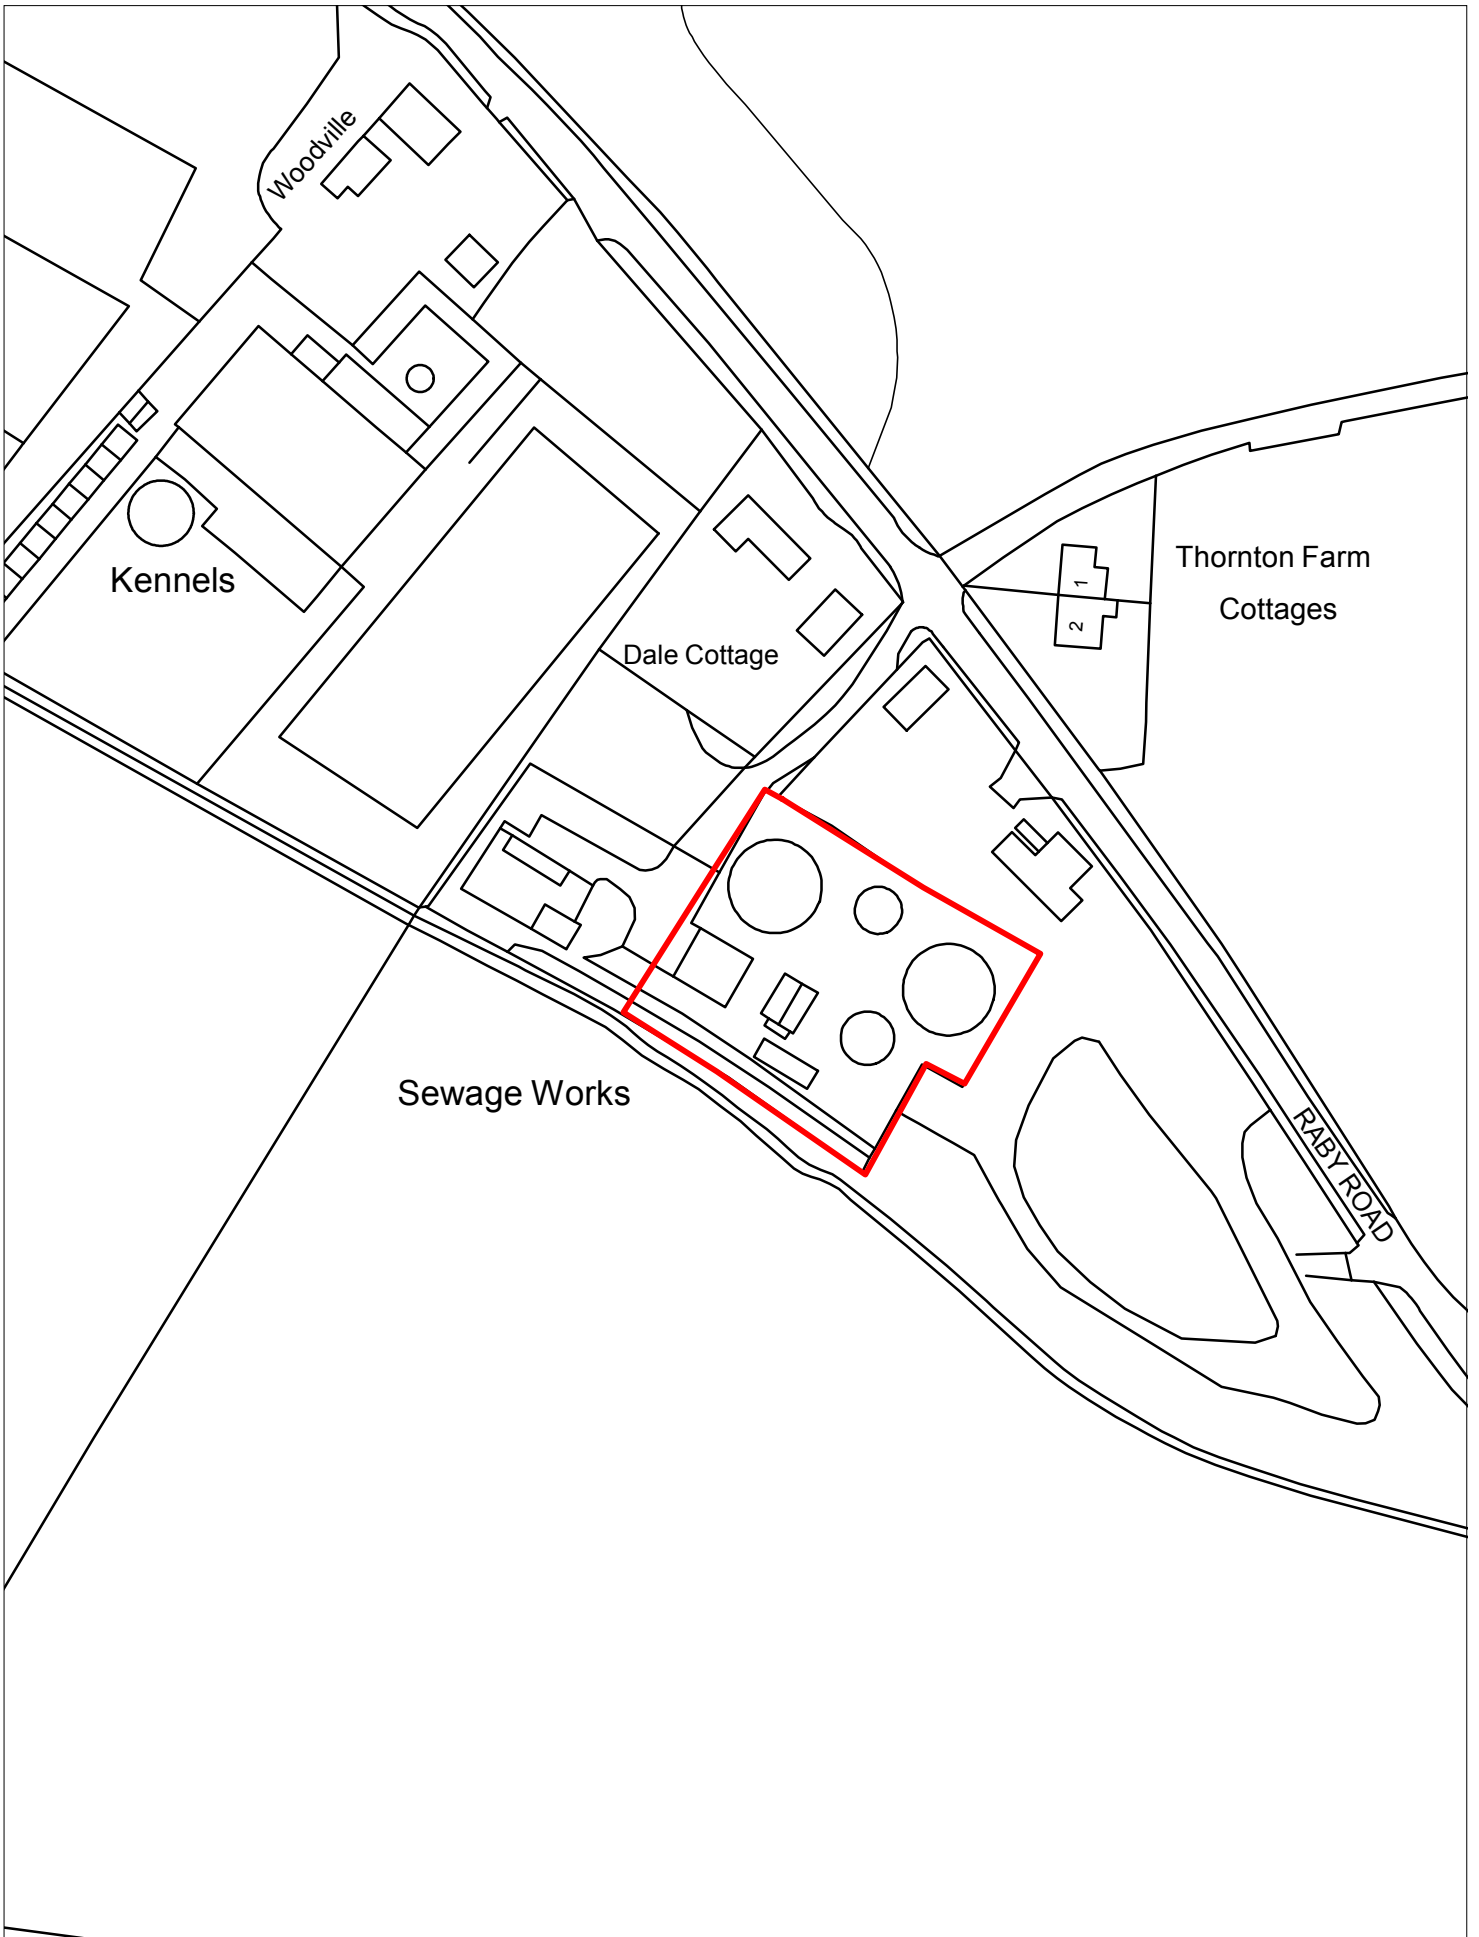 Woodville
Kennels
Thornton Farm
Cottages
1
2
Dale Cottage
Sewage Works
RABY ROAD